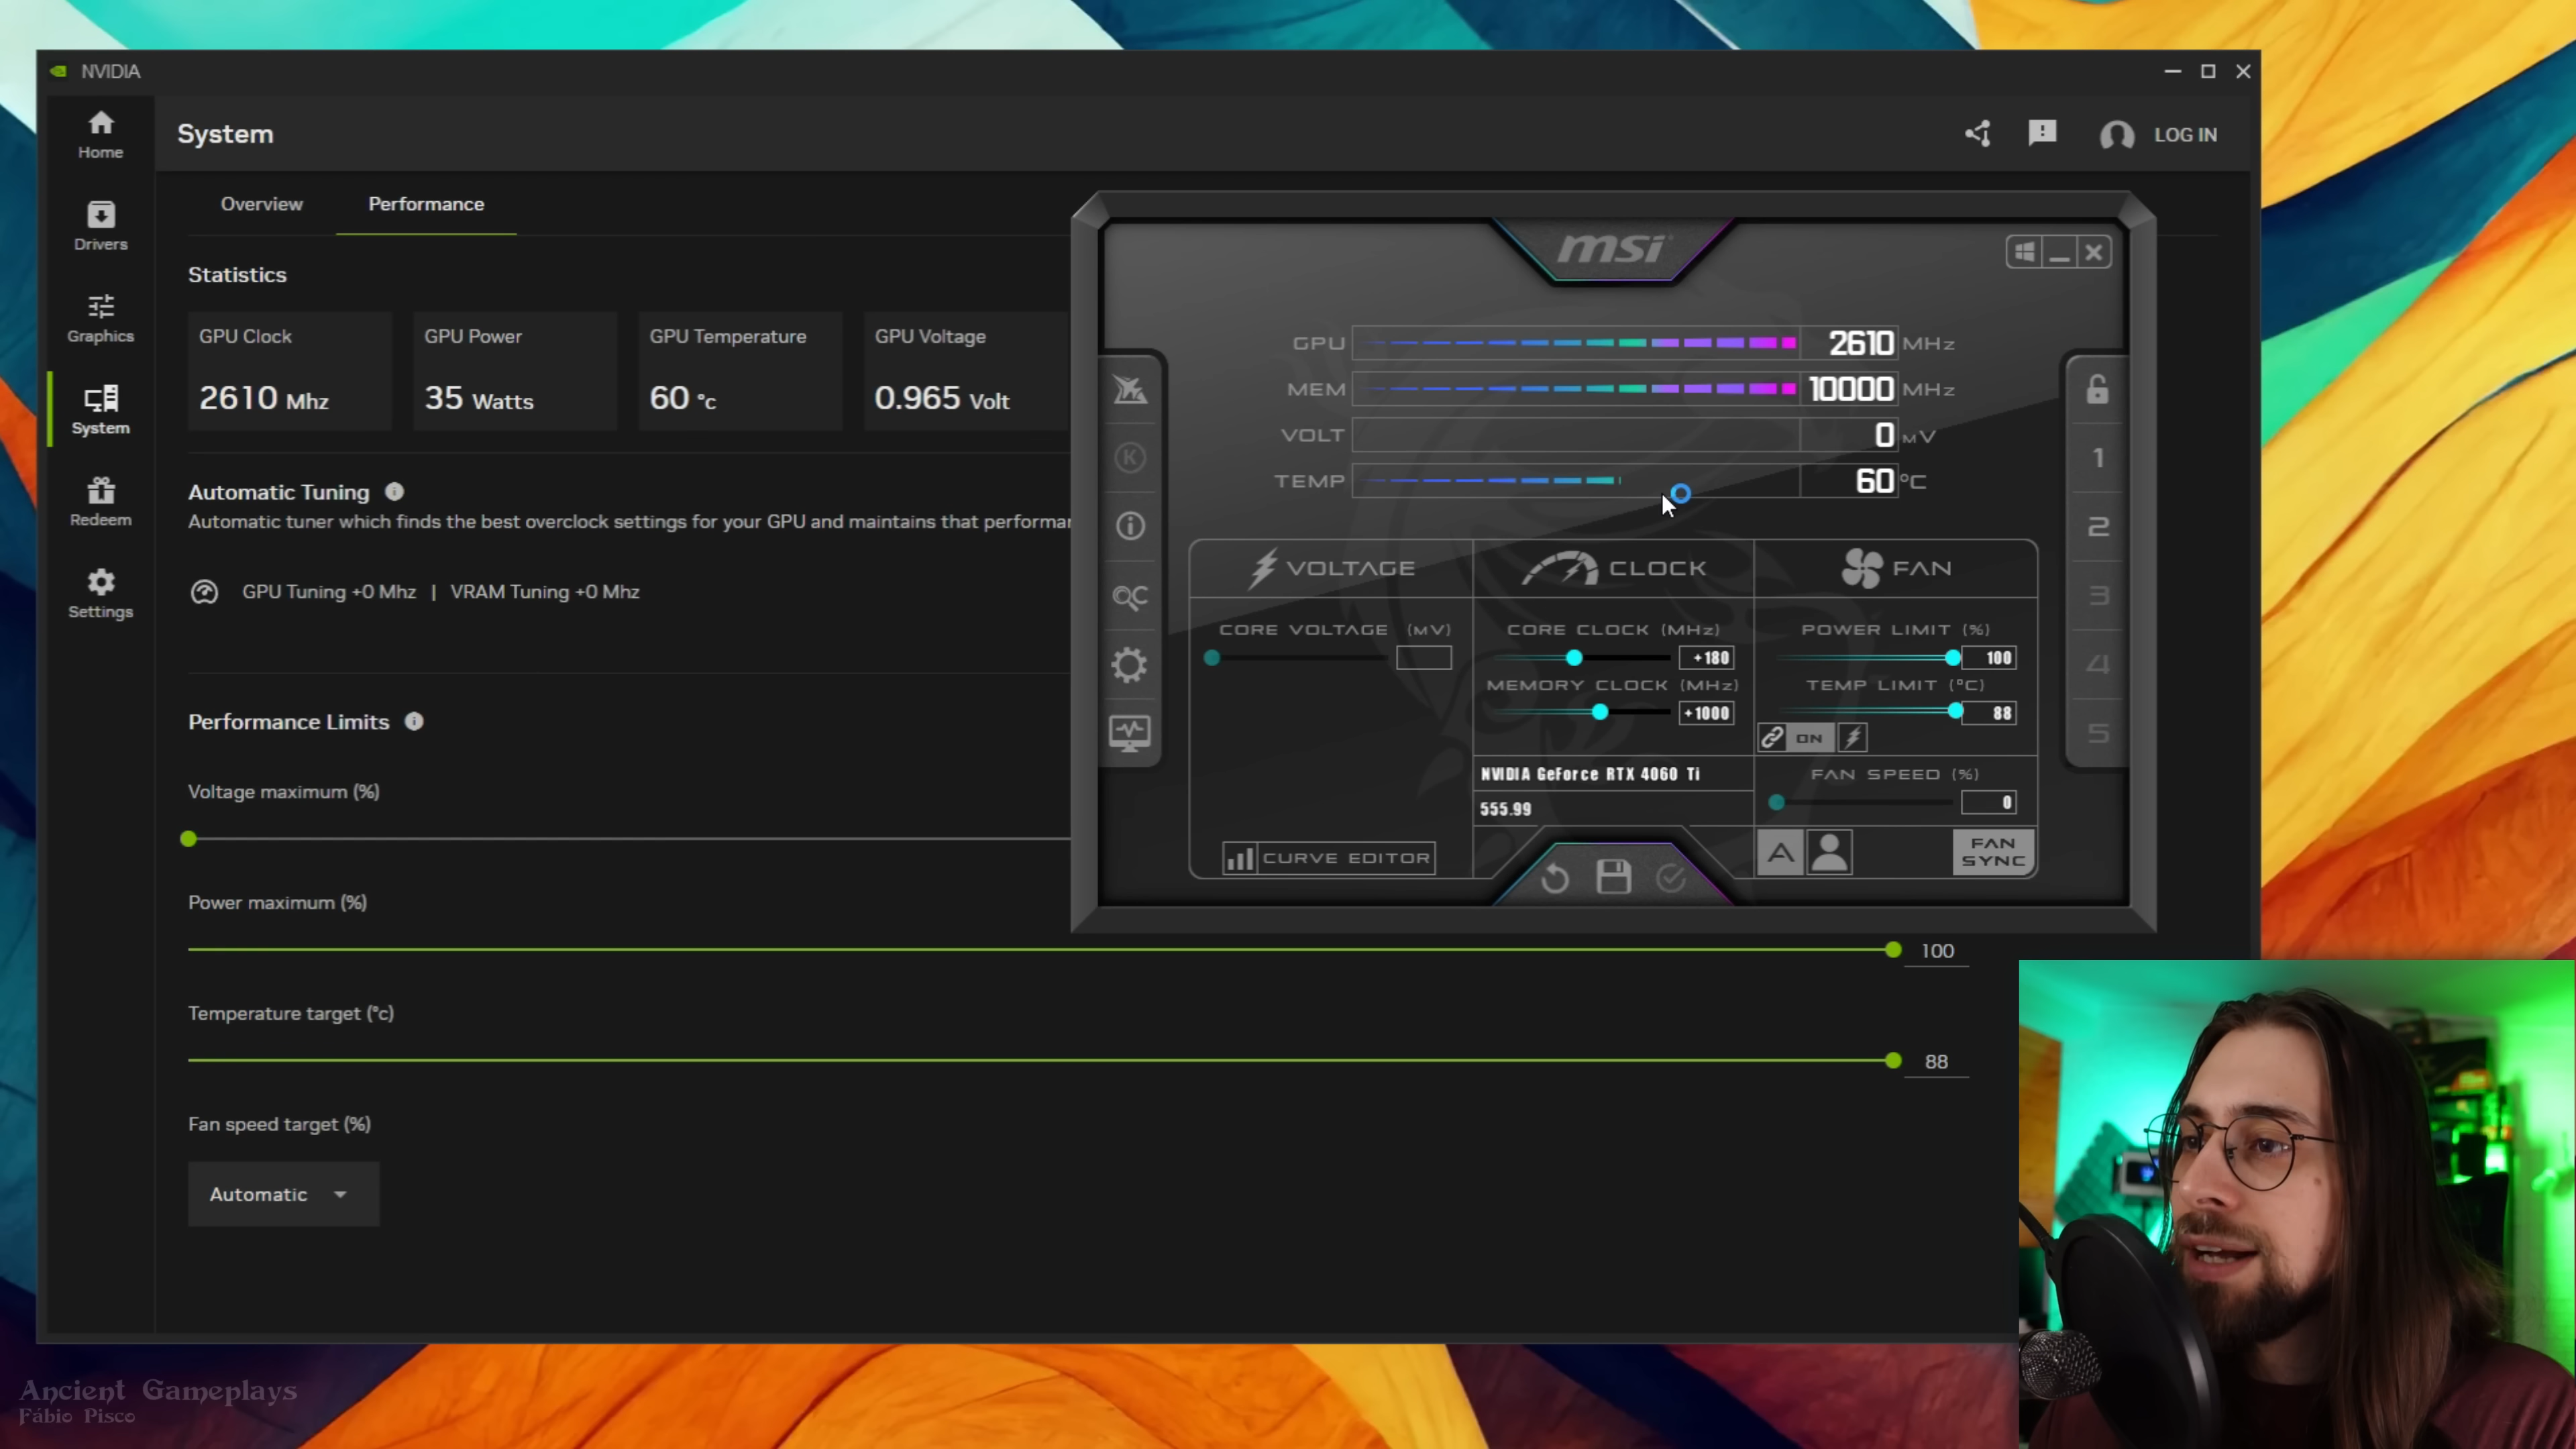 NVIDIA
Home
Drivers
Graphics
System
Redeem
Settings
System
LOG IN
Overview
Performance
Statistics
GPU Clock
2610 Mhz
GPU Power
35 Watts
GPU Temperature
60 °c
GPU Voltage
0.965 Volt
Automatic Tuning
Automatic tuner which finds the best overclock settings for your GPU and maintains that performa
GPU Tuning +0 Mhz | VRAM Tuning +0 Mhz
Performance Limits
Voltage maximum (%)
Power maximum (%)
100
Temperature target (°c)
88
Fan speed target (%)
Automatic
msi
GPU 2610 MHz
MEM 10000 MHz
VOLT 0 mV
TEMP 60 °C
K
OC
1
2
3
4
5
VOLTAGE
CORE VOLTAGE (mV)
CURVE EDITOR
CLOCK
CORE CLOCK (MHz)
+180
MEMORY CLOCK (MHz)
+1000
NVIDIA GeForce RTX 4060 Ti
555.99
FAN
POWER LIMIT (%)
100
TEMP LIMIT (°C)
88
ON
FAN SPEED (%)
0
A
FAN
SYNC
Ancient Gameplays
Fábio Pisco